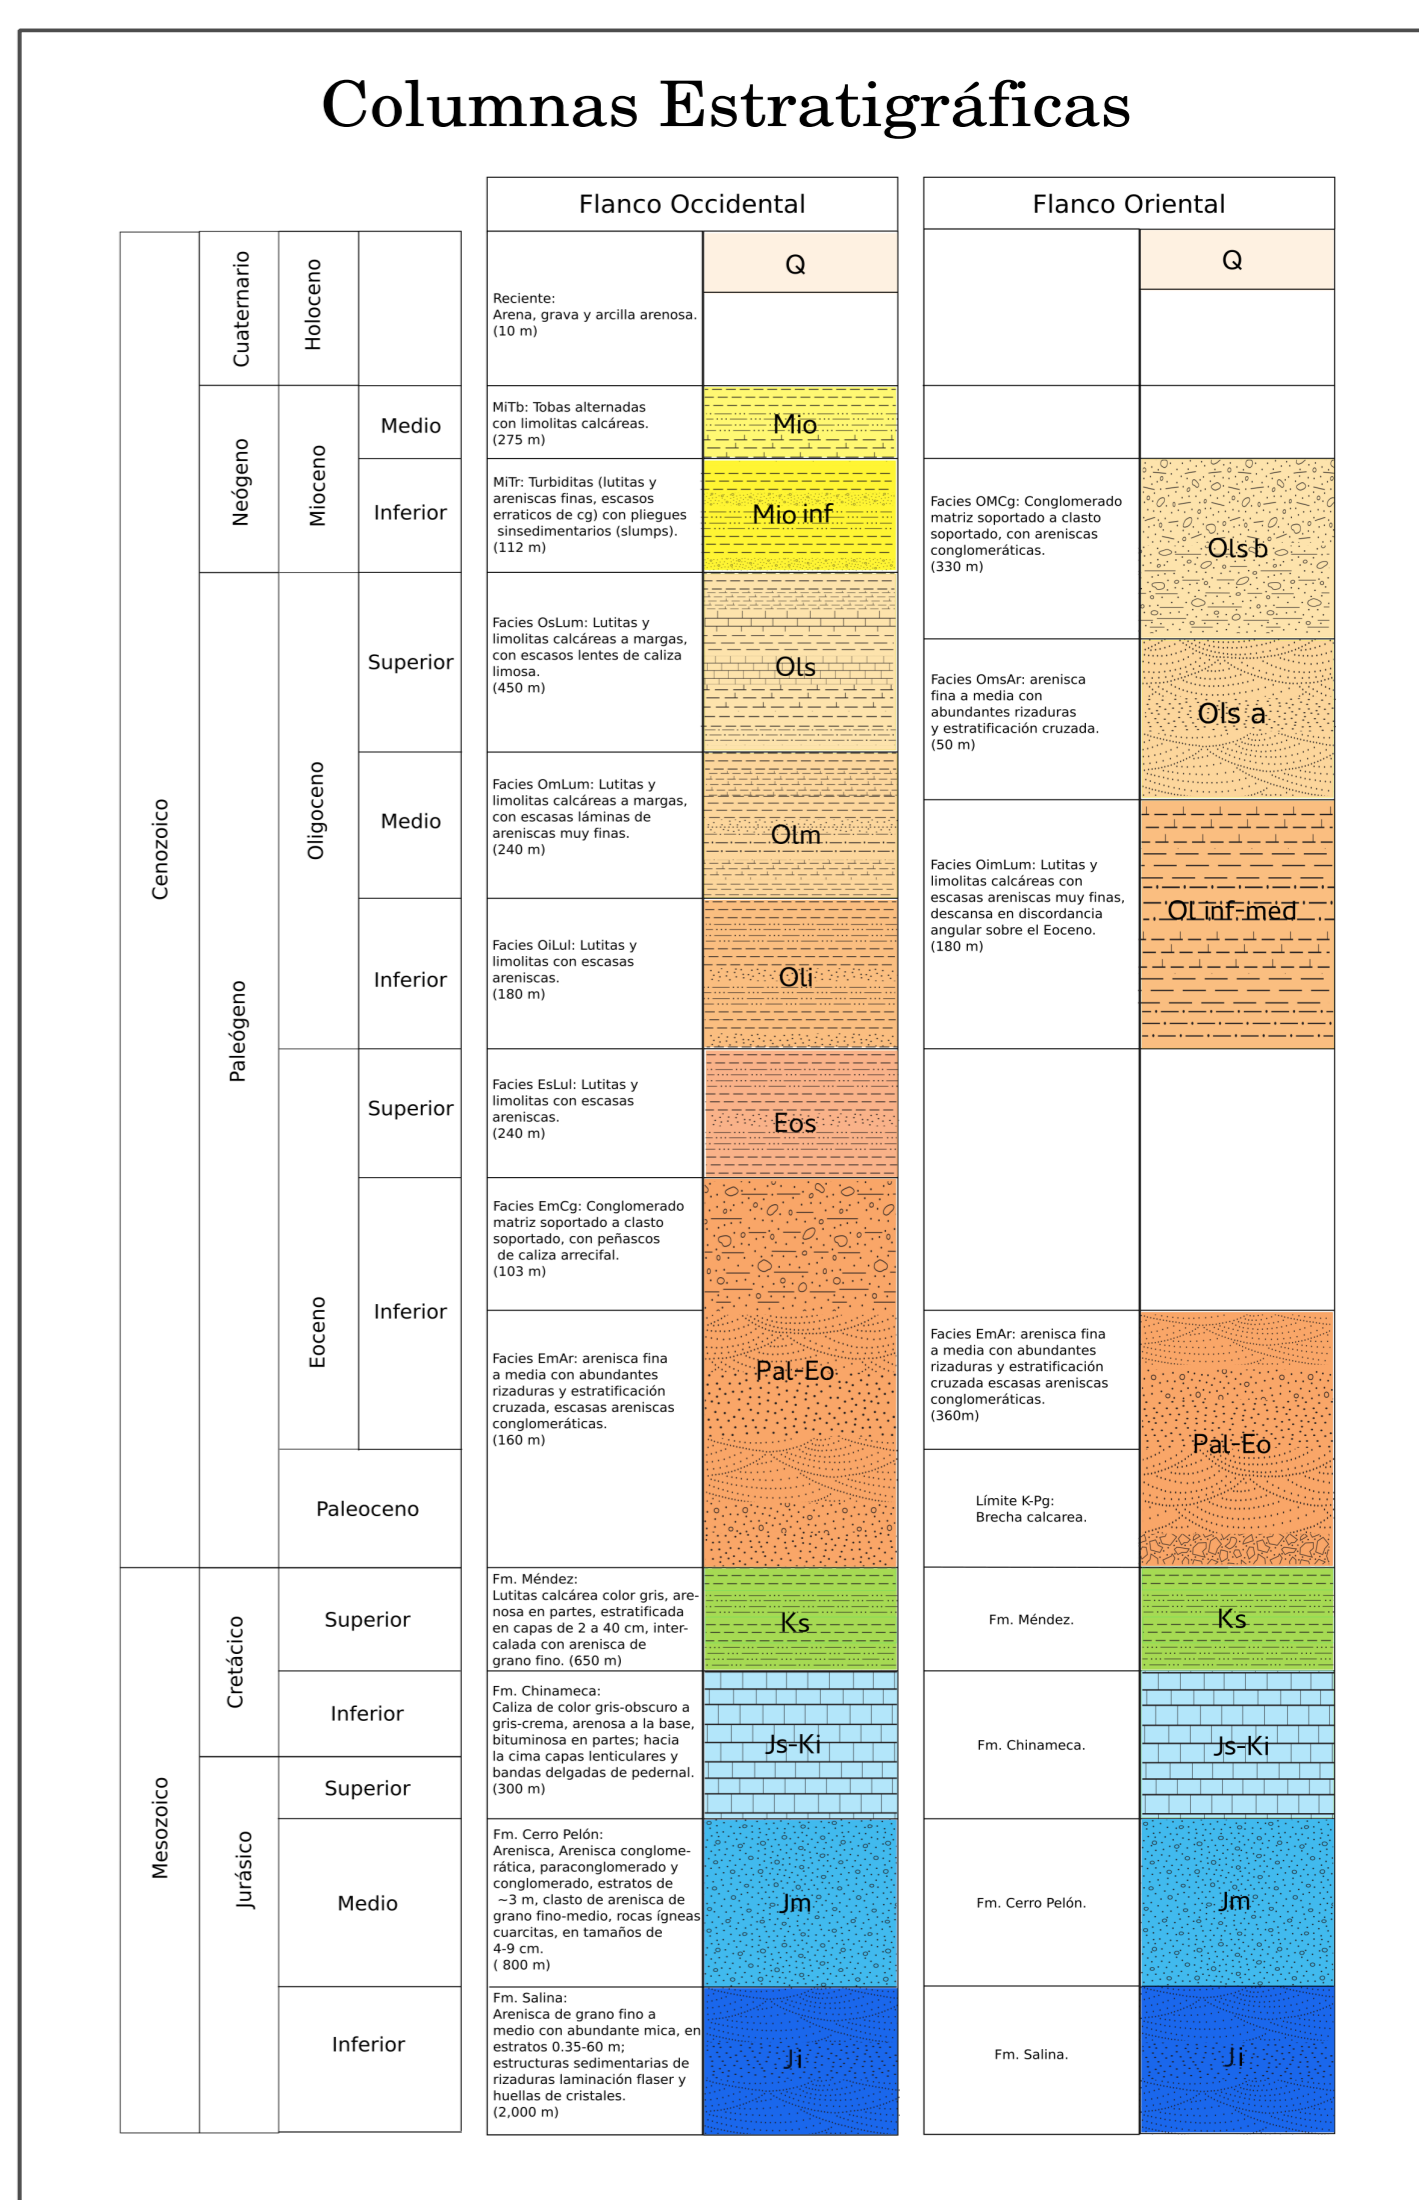 Columnas Estratigráficas
Flanco Occidental
Flanco Oriental
Cenozoico
Mesozoico
Cuaternario
Neógeno
Paleógeno
Cretácico
Jurásico
Holoceno
Mioceno
Medio
Inferior
Oligoceno
Superior
Medio
Inferior
Eoceno
Superior
Inferior
Paleoceno
Superior
Inferior
Superior
Medio
Inferior
Reciente:
Arena, grava y arcilla arenosa.
(10 m)
Q
MiTb: Tobas alternadas
con limolitas calcáreas.
(275 m)
Mio
MiTr: Turbiditas (lutitas y
areniscas finas, escasos
erraticos de cg) con pliegues
sinsedimentarios (slumps).
(112 m)
Mio inf
Facies OsLum: Lutitas y
limolitas calcáreas a margas,
con escasos lentes de caliza
limosa.
(450 m)
Ols
Facies OmLum: Lutitas y
limolitas calcáreas a margas,
con escasas láminas de
areniscas muy finas.
(240 m)
Olm
Facies OiLul: Lutitas y
limolitas con escasas
areniscas.
(180 m)
Oli
Facies EsLul: Lutitas y
limolitas con escasas
areniscas.
(240 m)
Eos
Facies EmCg: Conglomerado
matriz soportado a clasto
soportado, con peñascos
de caliza arrecifal.
(103 m)
Facies EmAr: arenisca fina
a media con abundantes
rizaduras y estratificación
cruzada, escasas areniscas
conglomeráticas.
(160 m)
Pal-Eo
Fm. Méndez:
Lutitas calcárea color gris, are-
nosa en partes, estratificada
en capas de 2 a 40 cm, inter-
calada con arenisca de
grano fino. (650 m)
Ks
Fm. Chinameca:
Caliza de color gris-obscuro a
gris-crema, arenosa a la base,
bituminosa en partes; hacia
la cima capas lenticulares y
bandas delgadas de pedernal.
(300 m)
Js-Ki
Fm. Cerro Pelón:
Arenisca, Arenisca conglome-
rática, paraconglomerado y
conglomerado, estratos de
~3 m, clasto de arenisca de
grano fino-medio, rocas ígneas
cuarcitas, en tamaños de
4-9 cm.
( 800 m)
Jm
Fm. Salina:
Arenisca de grano fino a
medio con abundante mica, en
estratos 0.35-60 m;
estructuras sedimentarias de
rizaduras laminación flaser y
huellas de cristales.
(2,000 m)
Ji
Q
Facies OMCg: Conglomerado
matriz soportado a clasto
soportado, con areniscas
conglomeráticas.
(330 m)
Ols b
Facies OmsAr: arenisca
fina a media con
abundantes rizaduras
y estratificación cruzada.
(50 m)
Ols a
Facies OimLum: Lutitas y
limolitas calcáreas con
escasas areniscas muy finas,
descansa en discordancia
angular sobre el Eoceno.
(180 m)
Ol inf-med
Facies EmAr: arenisca fina
a media con abundantes
rizaduras y estratificación
cruzada escasas areniscas
conglomeráticas.
(360m)
Pal-Eo
Límite K-Pg:
Brecha calcarea.
Fm. Méndez.
Ks
Fm. Chinameca.
Js-Ki
Fm. Cerro Pelón.
Jm
Fm. Salina.
Ji